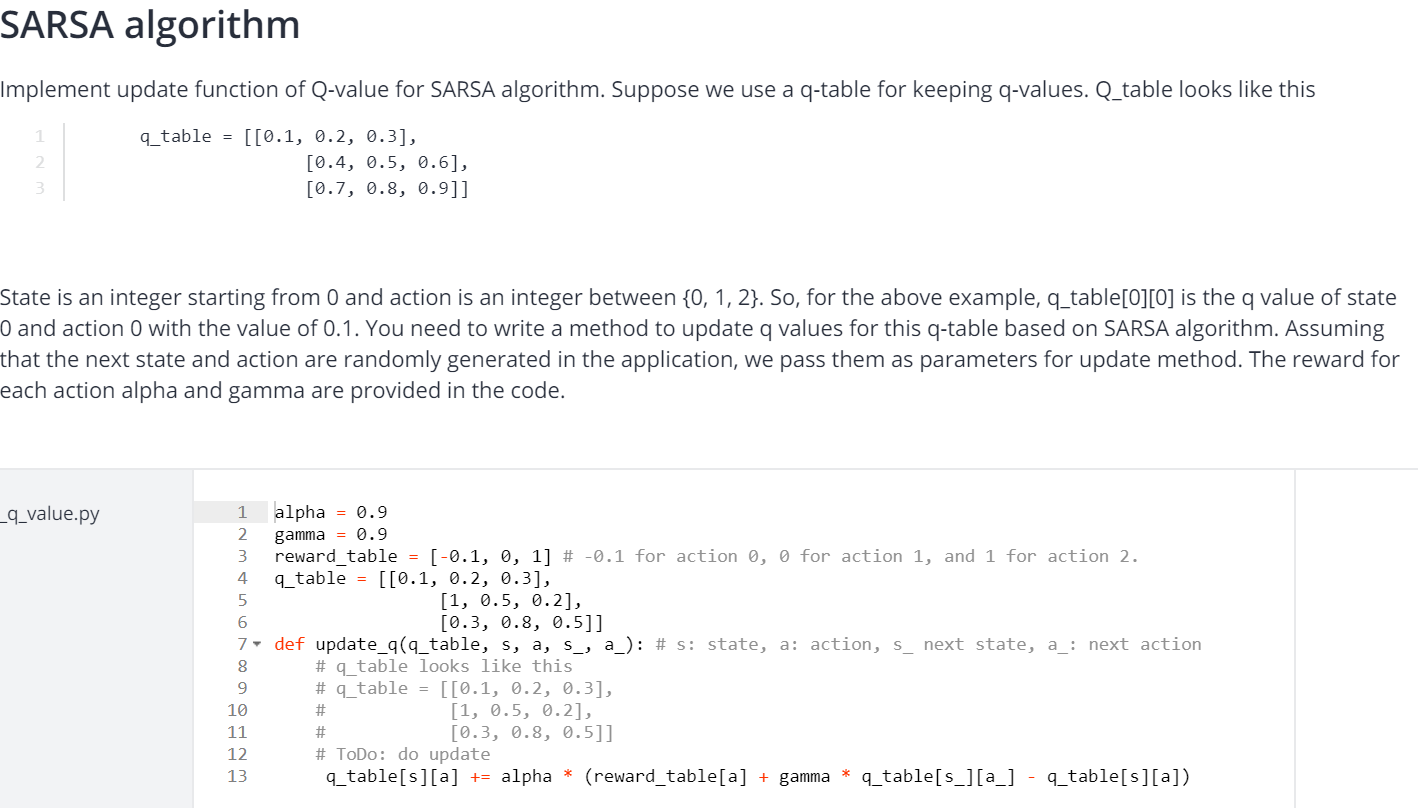 SARSA algorithm
Implement update function of Q-value for SARSA algorithm. Suppose we use a q-table for keeping q-values. Q_table looks like this
1 q_table = [[0.1, 0.2, 0.3],
2 [0.4, 0.5, 0.6],
3 [0.7, 0.8, 0.9]]
State is an integer starting from 0 and action is an integer between {0, 1, 2}. So, for the above example, q_table[0][0] is the q value of state
0 and action 0 with the value of 0.1. You need to write a method to update q values for this q-table based on SARSA algorithm. Assuming
that the next state and action are randomly generated in the application, we pass them as parameters for update method. The reward for
each action alpha and gamma are provided in the code.
_q_value.py
1 alpha = 0.9
2 gamma = 0.9
3 reward_table = [-0.1, 0, 1] # -0.1 for action 0, 0 for action 1, and 1 for action 2.
4 q_table = [[0.1, 0.2, 0.3],
5 [1, 0.5, 0.2],
6 [0.3, 0.8, 0.5]]
7 def update_q(q_table, s, a, s_, a_): # s: state, a: action, s_ next state, a_: next action
8 # q_table looks like this
9 # q_table = [[0.1, 0.2, 0.3],
10 # [1, 0.5, 0.2],
11 # [0.3, 0.8, 0.5]]
12 # ToDo: do update
13 q_table[s][a] += alpha * (reward_table[a] + gamma * q_table[s_][a_] - q_table[s][a])